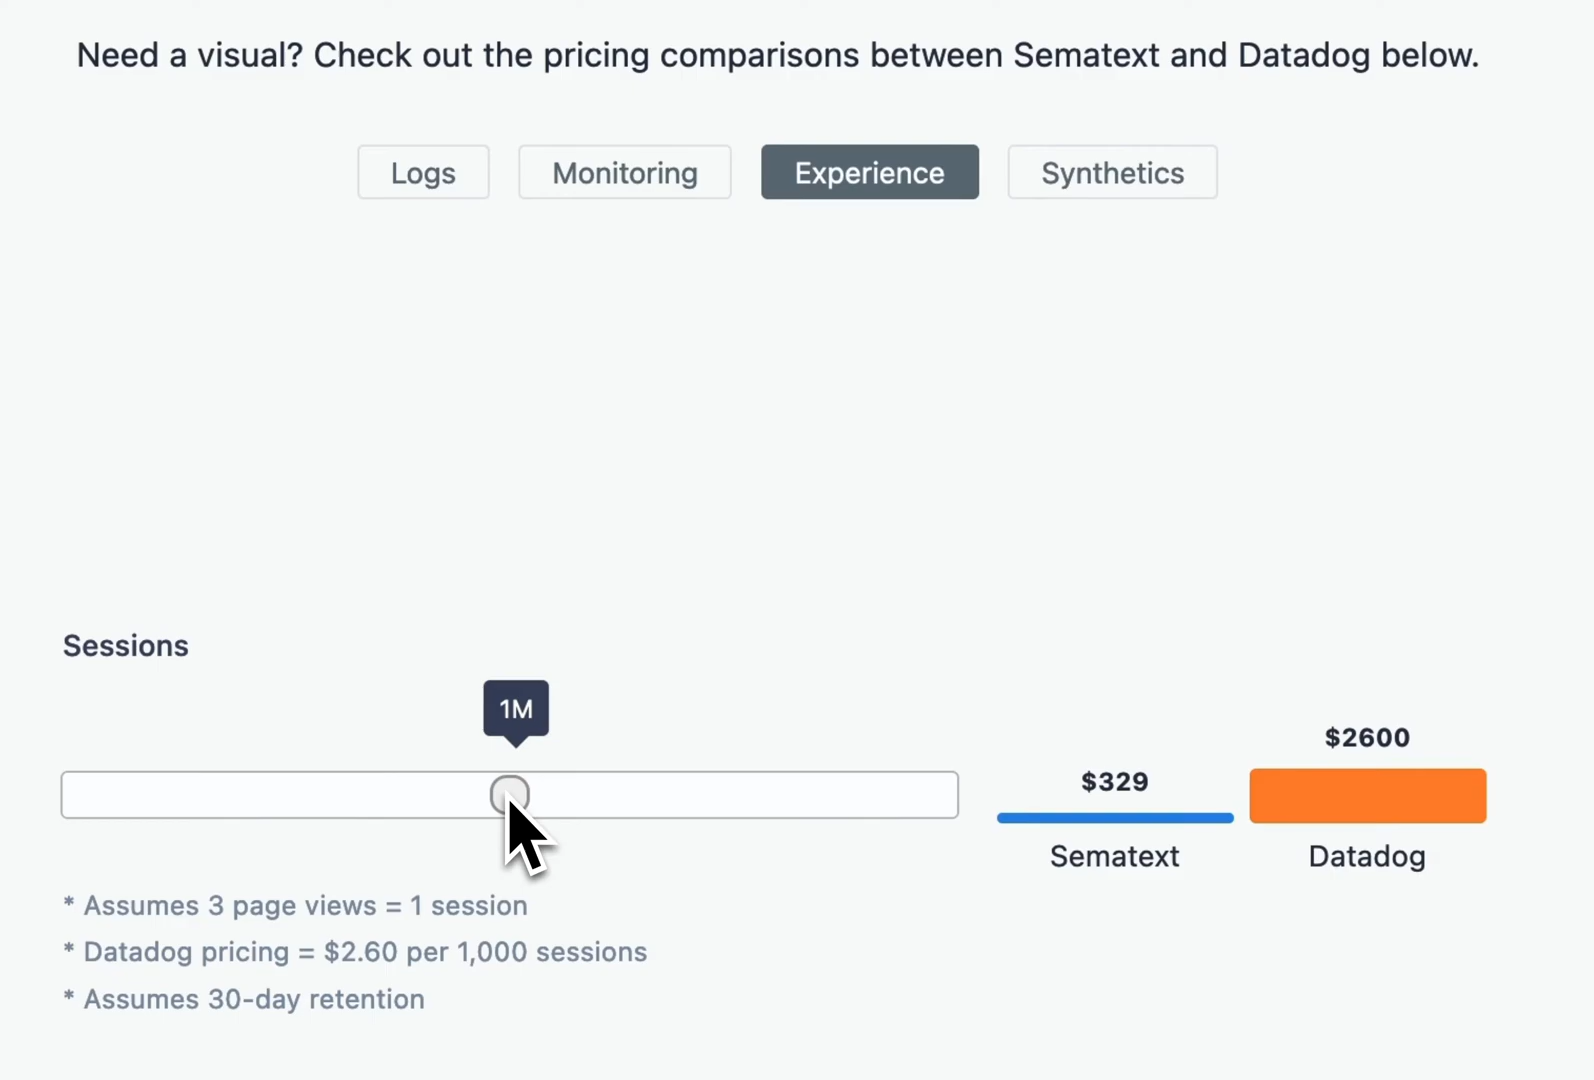 Need a visual? Check out the pricing comparisons between Sematext and Datadog below.
Logs
Monitoring
Experience
Synthetics
Sessions
1M
$329
$2600
Sematext
Datadog
* Assumes 3 page views = 1 session
* Datadog pricing = $2.60 per 1,000 sessions
* Assumes 30-day retention